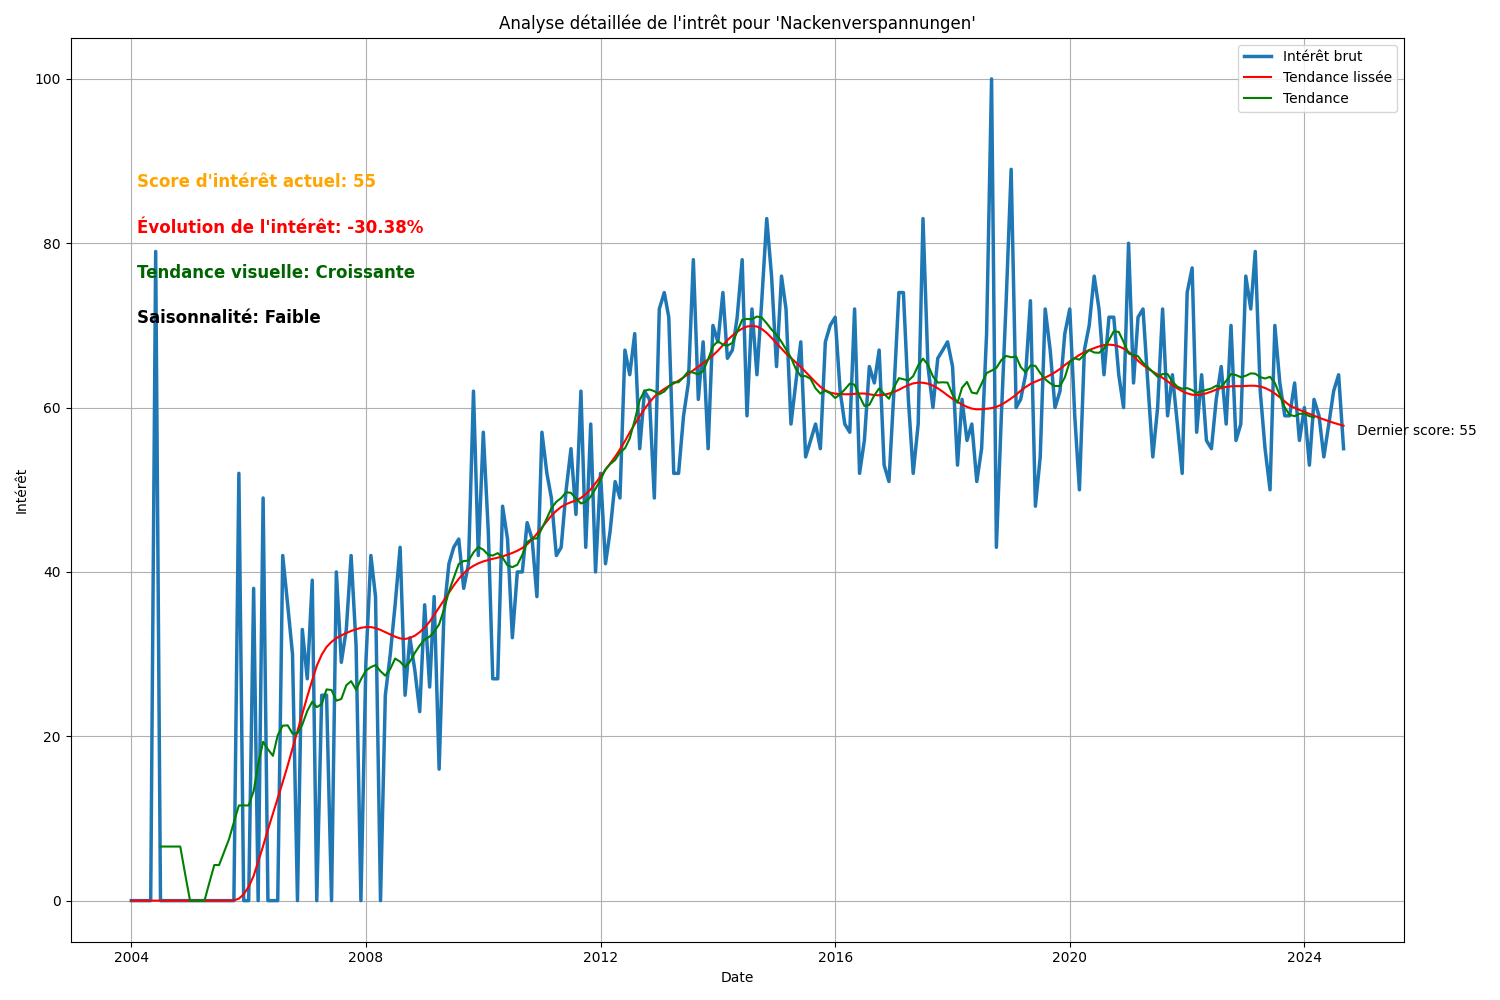 Analyse détaillée de l'intrêt pour 'Nackenverspannungen'
Intérêt brut
Tendance lissée
Tendance
Score d'intérêt actuel: 55
Évolution de l'intérêt: -30.38%
Tendance visuelle: Croissante
Saisonnalité: Faible
Dernier score: 55
Intérêt
100
80
60
40
20
0
2004
2008
2012
2016
2020
2024
Date